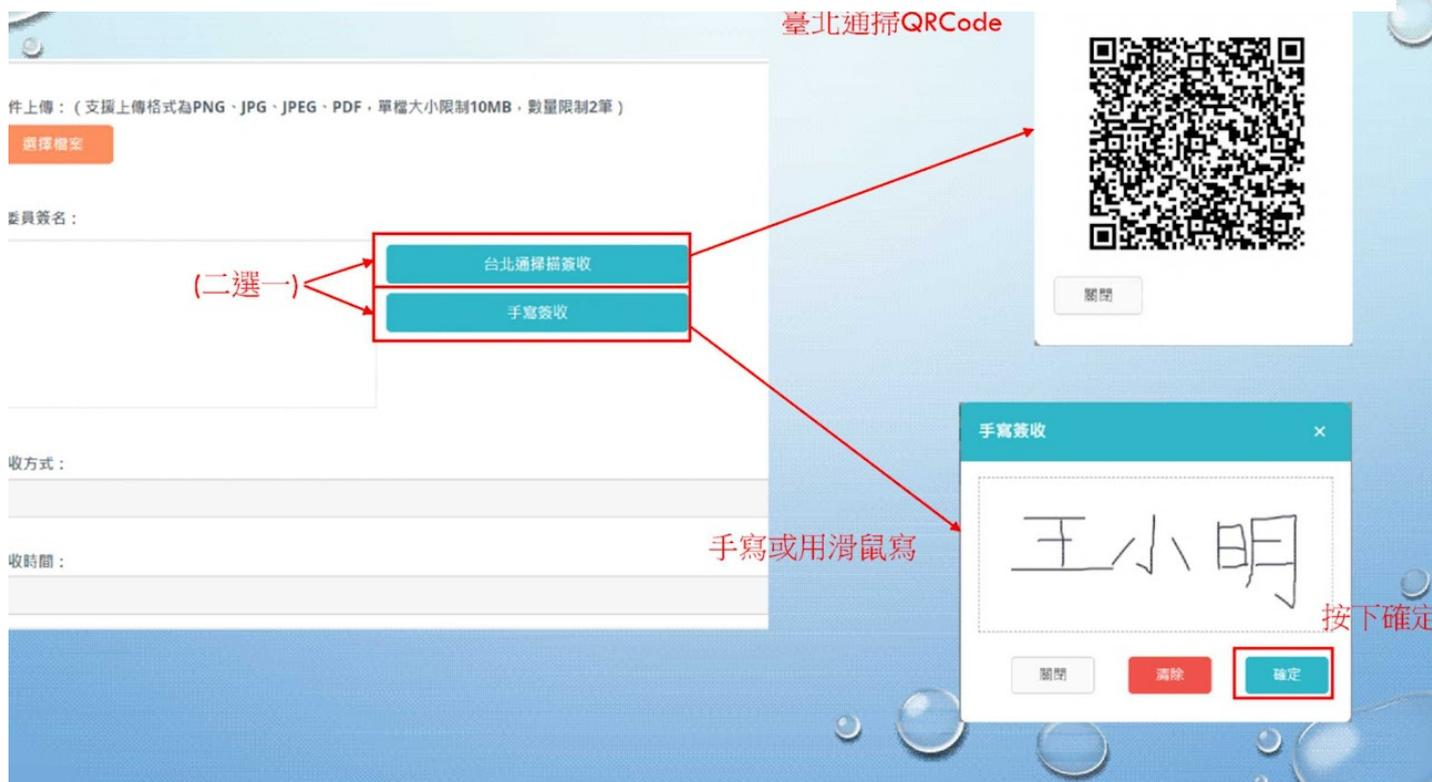 臺北通掃QRCode
件上傳：（支援上傳格式為PNG、JPG、JPEG、PDF，單檔大小限制10MB，數量限制2筆）
選擇檔案
委員簽名：
(二選一)
台北通掃描簽收
手寫簽收
關閉
收方式：
收時間：
手寫或用滑鼠寫
手寫簽收 ×
王小明
按下確定
關閉
清除
確定